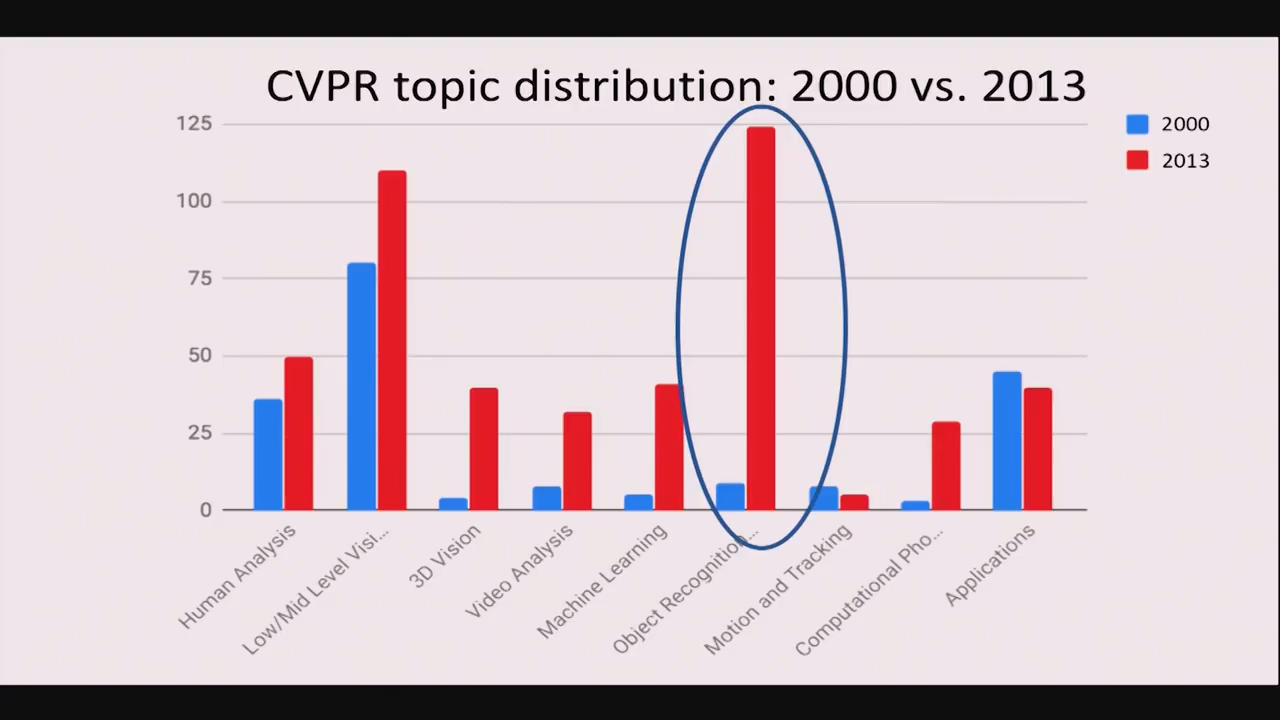 CVPR topic distribution: 2000 vs. 2013
2000
2013
125
100
75
50
25
0
Human Analysis
Low/Mid Level Visi...
3D Vision
Video Analysis
Machine Learning
Object Recognition...
Motion and Tracking
Computational Pho...
Applications